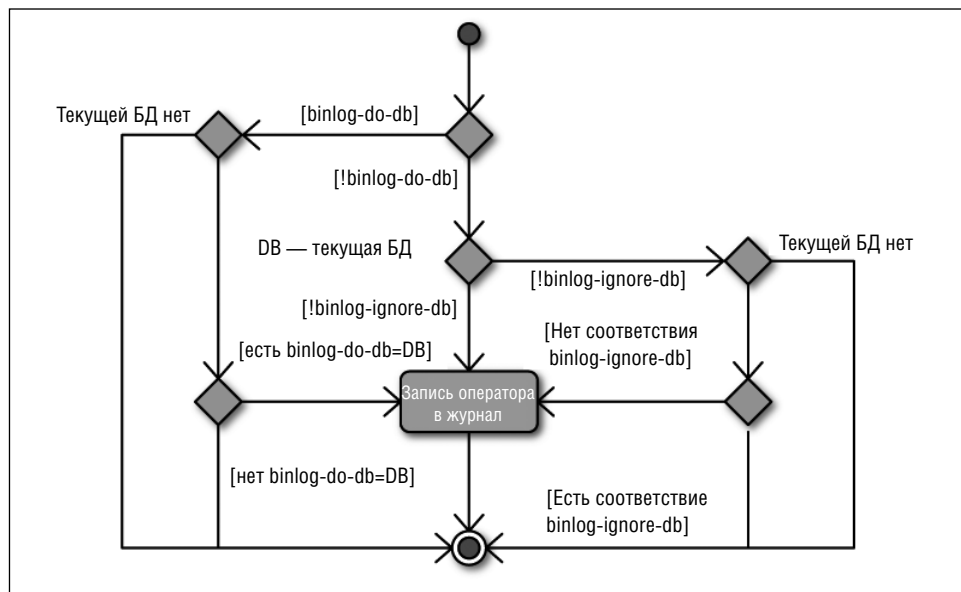 Текущей БД нет
[binlog-do-db]
[!binlog-do-db]
DB — текущая БД
Текущей БД нет
[!binlog-ignore-db]
[!binlog-ignore-db]
[Нет соответствия
binlog-ignore-db]
[есть binlog-do-db=DB]
Запись оператора
в журнал
[нет binlog-do-db=DB]
[Есть соответствие
binlog-ignore-db]